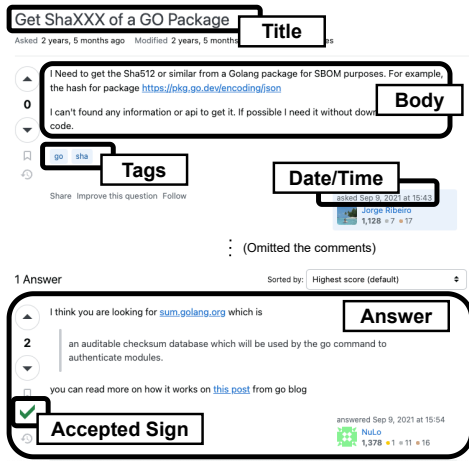 Get ShaXXX of a GO Package
Title
Asked 2 years, 5 months ago Modified 2 years, 5 months
es
I Need to get the Sha512 or similar from a Golang package for SBOM purposes. For example,
the hash for package https://pkg.go.dev/encoding/json
Body
0
I can't found any information or api to get it. If possible I need it without dow
code.
go sha
Tags
Date/Time
Share Improve this question Follow
asked Sep 9, 2021 at 15:43
Jorge Ribeiro
1,128 7 17
(Omitted the comments)
1 Answer
Sorted by: Highest score (default)
I think you are looking for sum.golang.org which is
Answer
2
an auditable checksum database which will be used by the go command to
authenticate modules.
you can read more on how it works on this post from go blog
Accepted Sign
answered Sep 9, 2021 at 15:54
NuLo
1,378 1 11 16